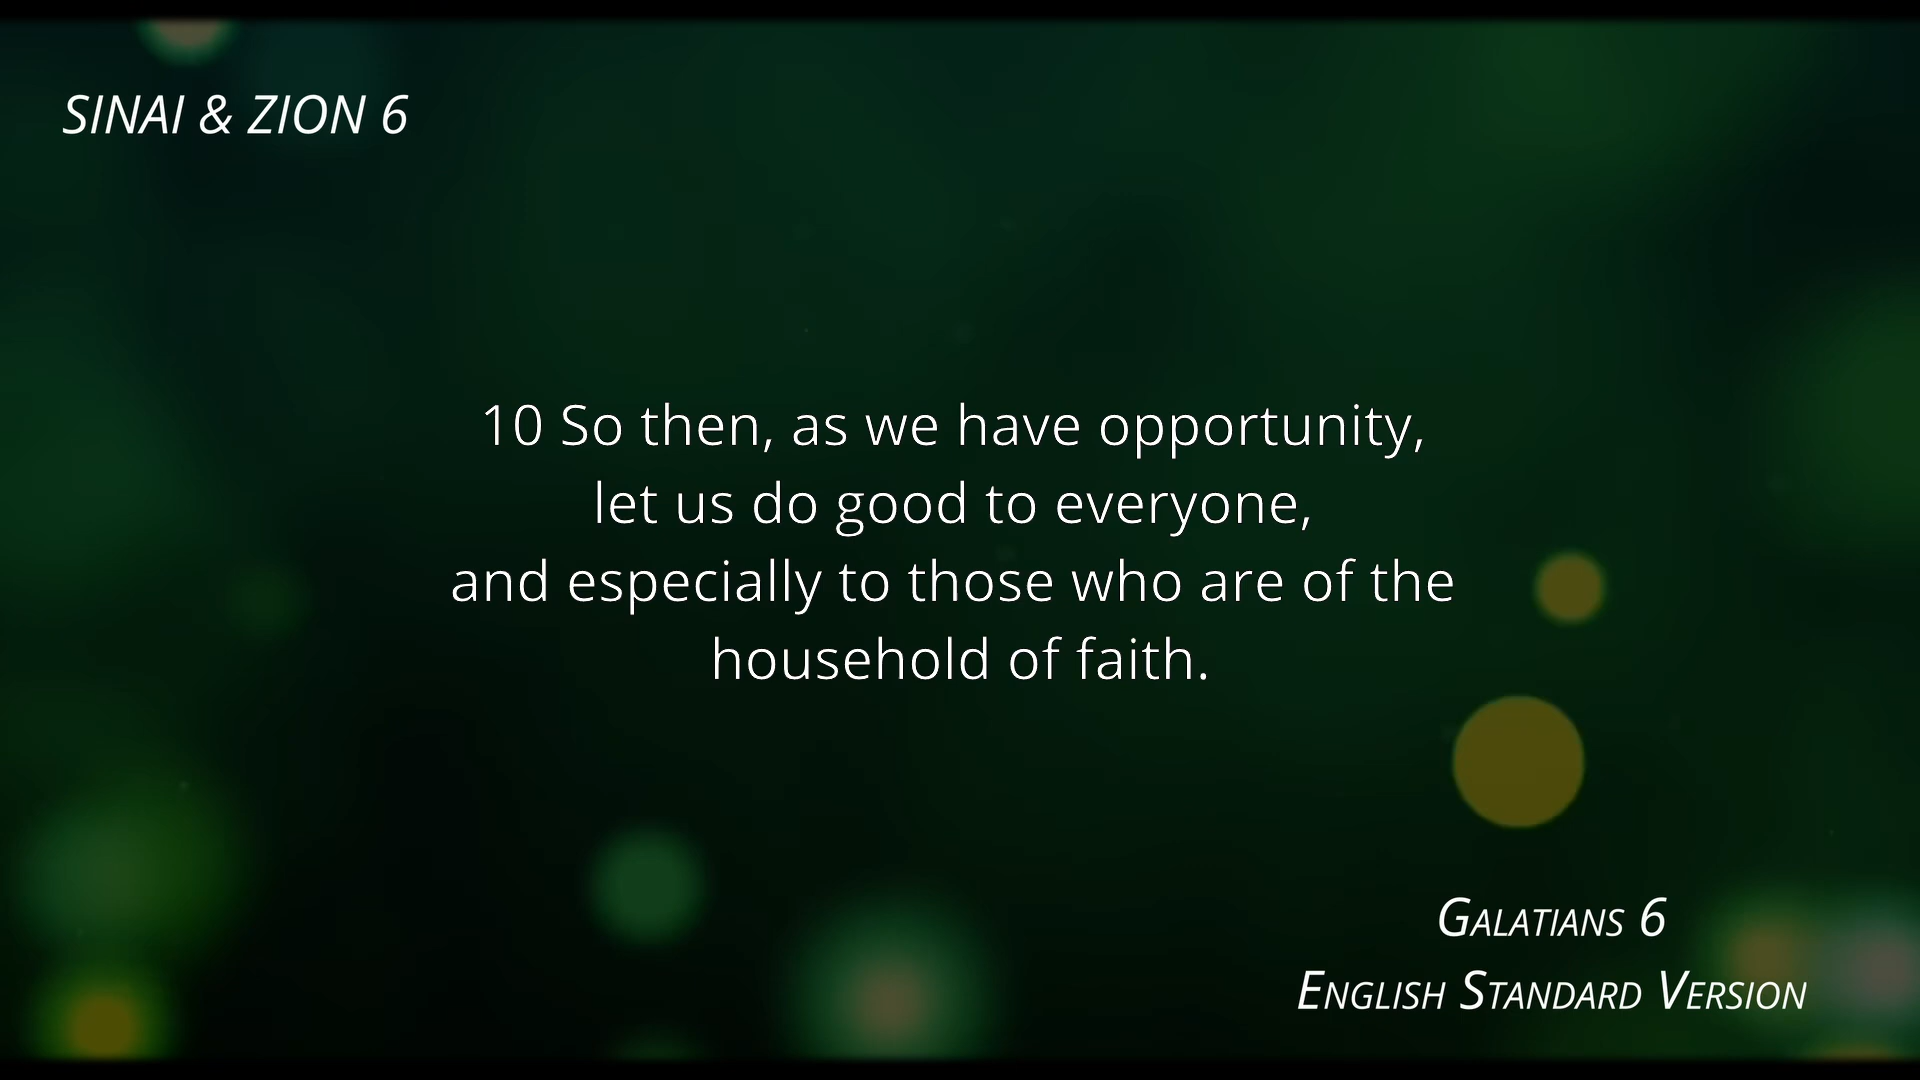 SINAI & ZION 6
10 So then, as we have opportunity,
let us do good to everyone,
and especially to those who are of the
household of faith.
Galatians 6
English Standard Version